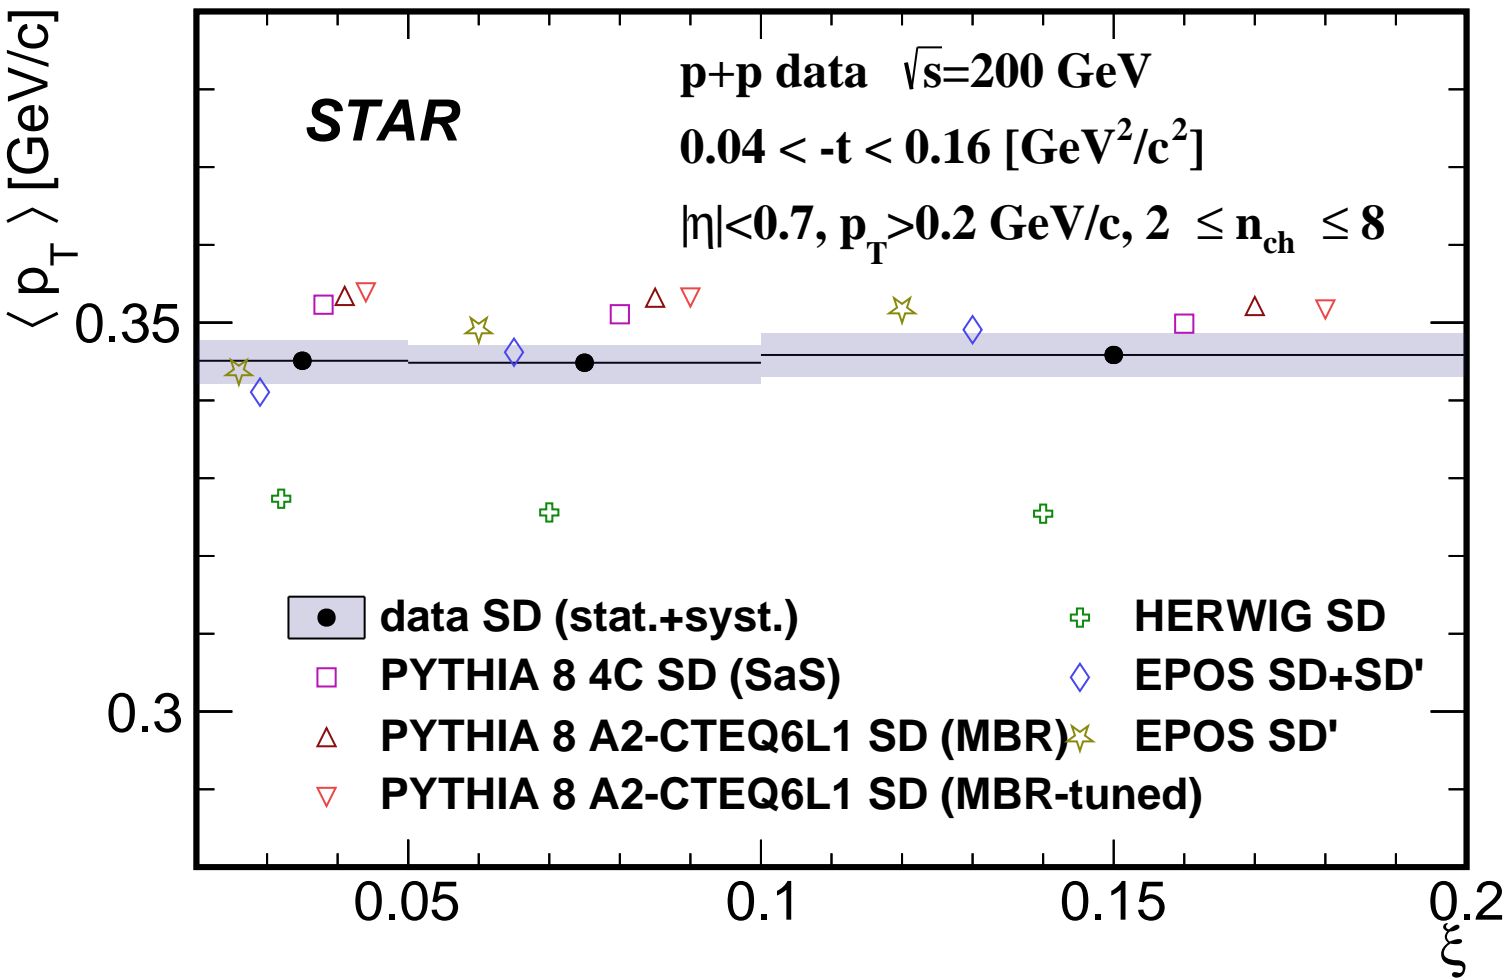 ⟨ p_T ⟩ [GeV/c]
STAR
p+p data √s=200 GeV
0.04 < -t < 0.16 [GeV²/c²]
|η|<0.7, p_T>0.2 GeV/c, 2 ≤ n_ch ≤ 8
0.35
0.3
data SD (stat.+syst.)
PYTHIA 8 4C SD (SaS)
PYTHIA 8 A2-CTEQ6L1 SD (MBR)
PYTHIA 8 A2-CTEQ6L1 SD (MBR-tuned)
HERWIG SD
EPOS SD+SD'
EPOS SD'
0.05 0.1 0.15 0.2
ξ